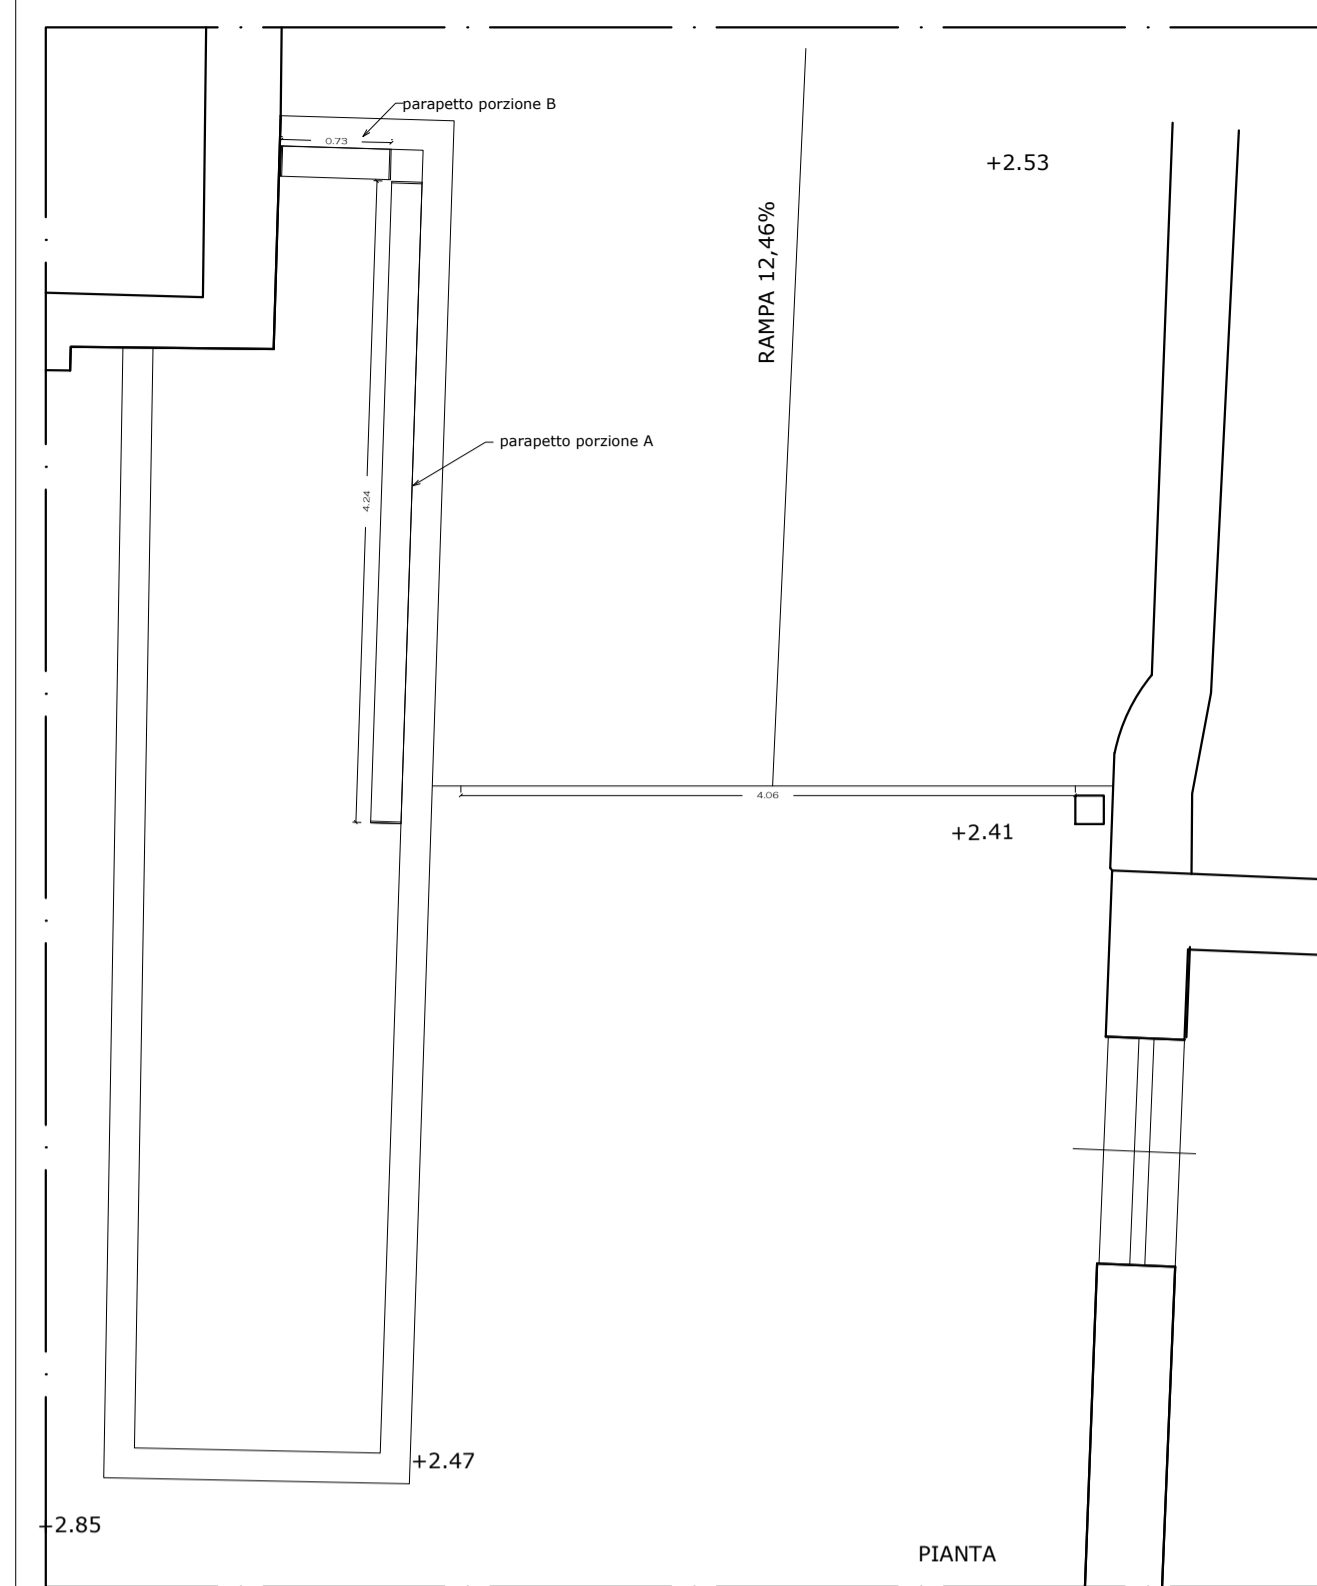 parapetto porzione B
0.73
+2.53
RAMPA 12,46%
parapetto porzione A
4.24
4.06
+2.41
+2.47
+2.85
PIANTA